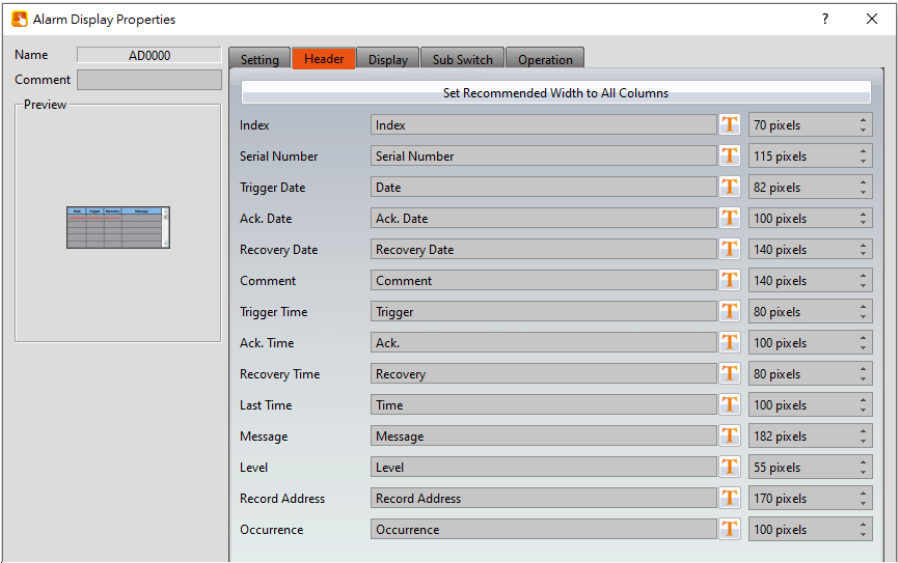 Alarm Display Properties ?
Name AD0000
Comment
Preview
Date Trigger Recovery Message
Setting Header Display Sub Switch Operation
Set Recommended Width to All Columns
Index Index T 70 pixels
Serial Number Serial Number T 115 pixels
Trigger Date Date T 82 pixels
Ack. Date Ack. Date T 100 pixels
Recovery Date Recovery Date T 140 pixels
Comment Comment T 140 pixels
Trigger Time Trigger T 80 pixels
Ack. Time Ack. T 100 pixels
Recovery Time Recovery T 80 pixels
Last Time Time T 100 pixels
Message Message T 182 pixels
Level Level T 55 pixels
Record Address Record Address T 170 pixels
Occurrence Occurrence T 100 pixels